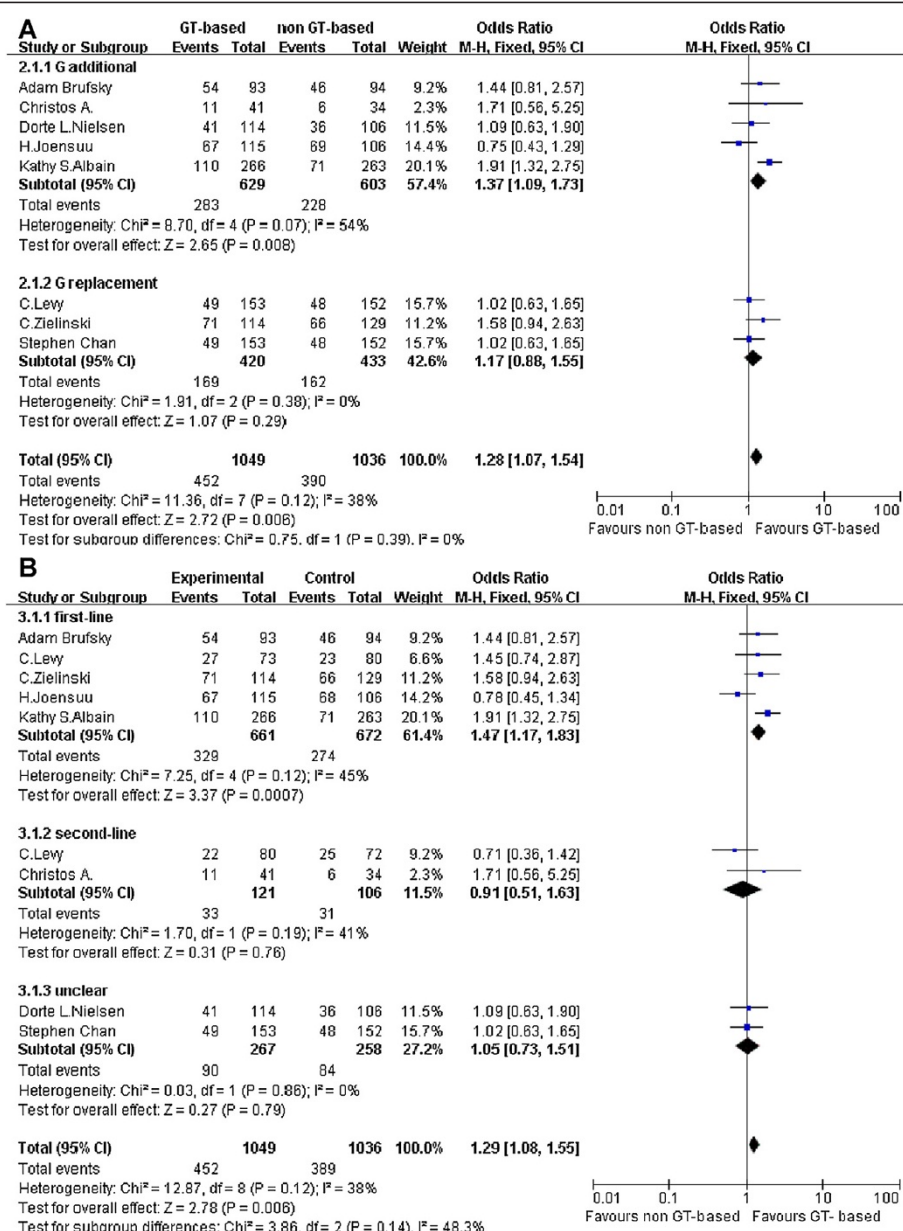 A
GT-based non GT-based Odds Ratio Odds Ratio
Study or Subgroup Events Total Events Total Weight M-H, Fixed, 95% CI M-H, Fixed, 95% CI
2.1.1 G additional
Adam Brufsky 54 93 46 94 9.2% 1.44 [0.81, 2.57]
Christos A. 11 41 6 34 2.3% 1.71 [0.56, 5.25]
Dorte L.Nielsen 41 114 36 106 11.5% 1.09 [0.63, 1.90]
H.Joensuu 67 115 69 106 14.4% 0.75 [0.43, 1.29]
Kathy S.Albain 110 266 71 263 20.1% 1.91 [1.32, 2.75]
Subtotal (95% CI) 629 603 57.4% 1.37 [1.09, 1.73]
Total events 283 228
Heterogeneity: Chi² = 8.70, df = 4 (P = 0.07); I² = 54%
Test for overall effect: Z = 2.65 (P = 0.008)
2.1.2 G replacement
C.Levy 49 153 48 152 15.7% 1.02 [0.63, 1.65]
C.Zielinski 71 114 66 129 11.2% 1.58 [0.94, 2.63]
Stephen Chan 49 153 48 152 15.7% 1.02 [0.63, 1.65]
Subtotal (95% CI) 420 433 42.6% 1.17 [0.88, 1.55]
Total events 169 162
Heterogeneity: Chi² = 1.91, df = 2 (P = 0.38); I² = 0%
Test for overall effect: Z = 1.07 (P = 0.29)
Total (95% CI) 1049 1036 100.0% 1.28 [1.07, 1.54]
Total events 452 390
Heterogeneity: Chi² = 11.36, df = 7 (P = 0.12); I² = 38%
Test for overall effect: Z = 2.72 (P = 0.006)
Test for subgroup differences: Chi² = 0.75, df = 1 (P = 0.39), I² = 0%
0.01 0.1 1 10 100
Favours non GT-based Favours GT-based
B
Experimental Control Odds Ratio Odds Ratio
Study or Subgroup Events Total Events Total Weight M-H, Fixed, 95% CI M-H, Fixed, 95% CI
3.1.1 first-line
Adam Brufsky 54 93 46 94 9.2% 1.44 [0.81, 2.57]
C.Levy 27 73 23 80 6.6% 1.45 [0.74, 2.87]
C.Zielinski 71 114 66 129 11.2% 1.58 [0.94, 2.63]
H.Joensuu 67 115 68 106 14.2% 0.78 [0.45, 1.34]
Kathy S.Albain 110 266 71 263 20.1% 1.91 [1.32, 2.75]
Subtotal (95% CI) 661 672 61.4% 1.47 [1.17, 1.83]
Total events 329 274
Heterogeneity: Chi² = 7.25, df = 4 (P = 0.12); I² = 45%
Test for overall effect: Z = 3.37 (P = 0.0007)
3.1.2 second-line
C.Levy 22 80 25 72 9.2% 0.71 [0.36, 1.42]
Christos A. 11 41 6 34 2.3% 1.71 [0.56, 5.25]
Subtotal (95% CI) 121 106 11.5% 0.91 [0.51, 1.63]
Total events 33 31
Heterogeneity: Chi² = 1.70, df = 1 (P = 0.19); I² = 41%
Test for overall effect: Z = 0.31 (P = 0.76)
3.1.3 unclear
Dorte L.Nielsen 41 114 36 106 11.5% 1.09 [0.63, 1.90]
Stephen Chan 49 153 48 152 15.7% 1.02 [0.63, 1.65]
Subtotal (95% CI) 267 258 27.2% 1.05 [0.73, 1.51]
Total events 90 84
Heterogeneity: Chi² = 0.03, df = 1 (P = 0.86); I² = 0%
Test for overall effect: Z = 0.27 (P = 0.79)
Total (95% CI) 1049 1036 100.0% 1.29 [1.08, 1.55]
Total events 452 389
Heterogeneity: Chi² = 12.87, df = 8 (P = 0.12); I² = 38%
Test for overall effect: Z = 2.78 (P = 0.006)
Test for subgroup differences: Chi² = 3.86, df = 2 (P = 0.14), I² = 48.3%
0.01 0.1 1 10 100
Favours non GT-based Favours GT- based